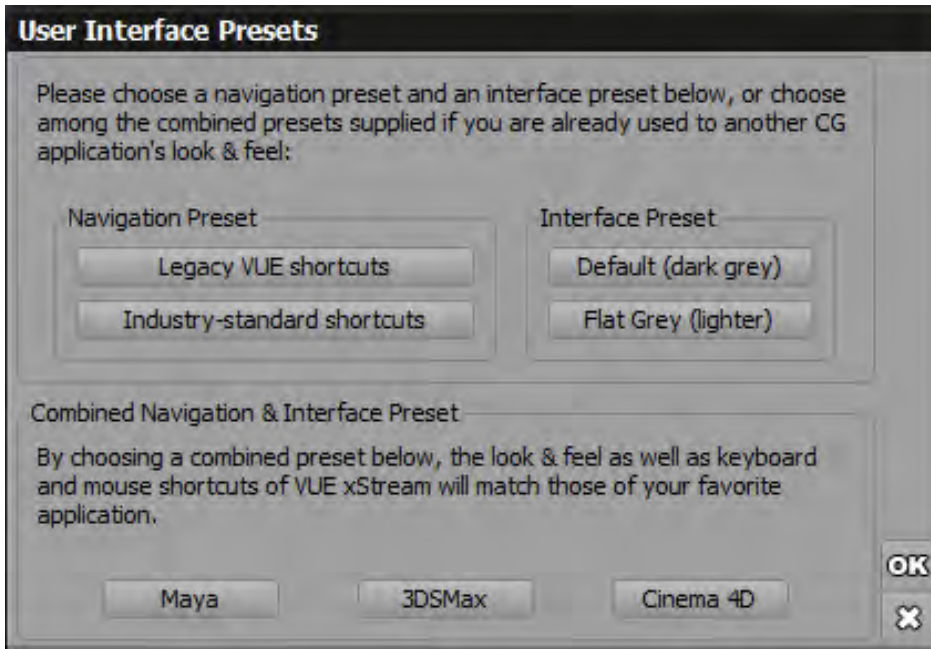 User Interface Presets
Please choose a navigation preset and an interface preset below, or choose
among the combined presets supplied if you are already used to another CG
application's look & feel:
Navigation Preset
Legacy VUE shortcuts
Industry-standard shortcuts
Interface Preset
Default (dark grey)
Flat Grey (lighter)
Combined Navigation & Interface Preset
By choosing a combined preset below, the look & feel as well as keyboard
and mouse shortcuts of VUE xStream will match those of your favorite
application.
Maya
3DSMax
Cinema 4D
OK